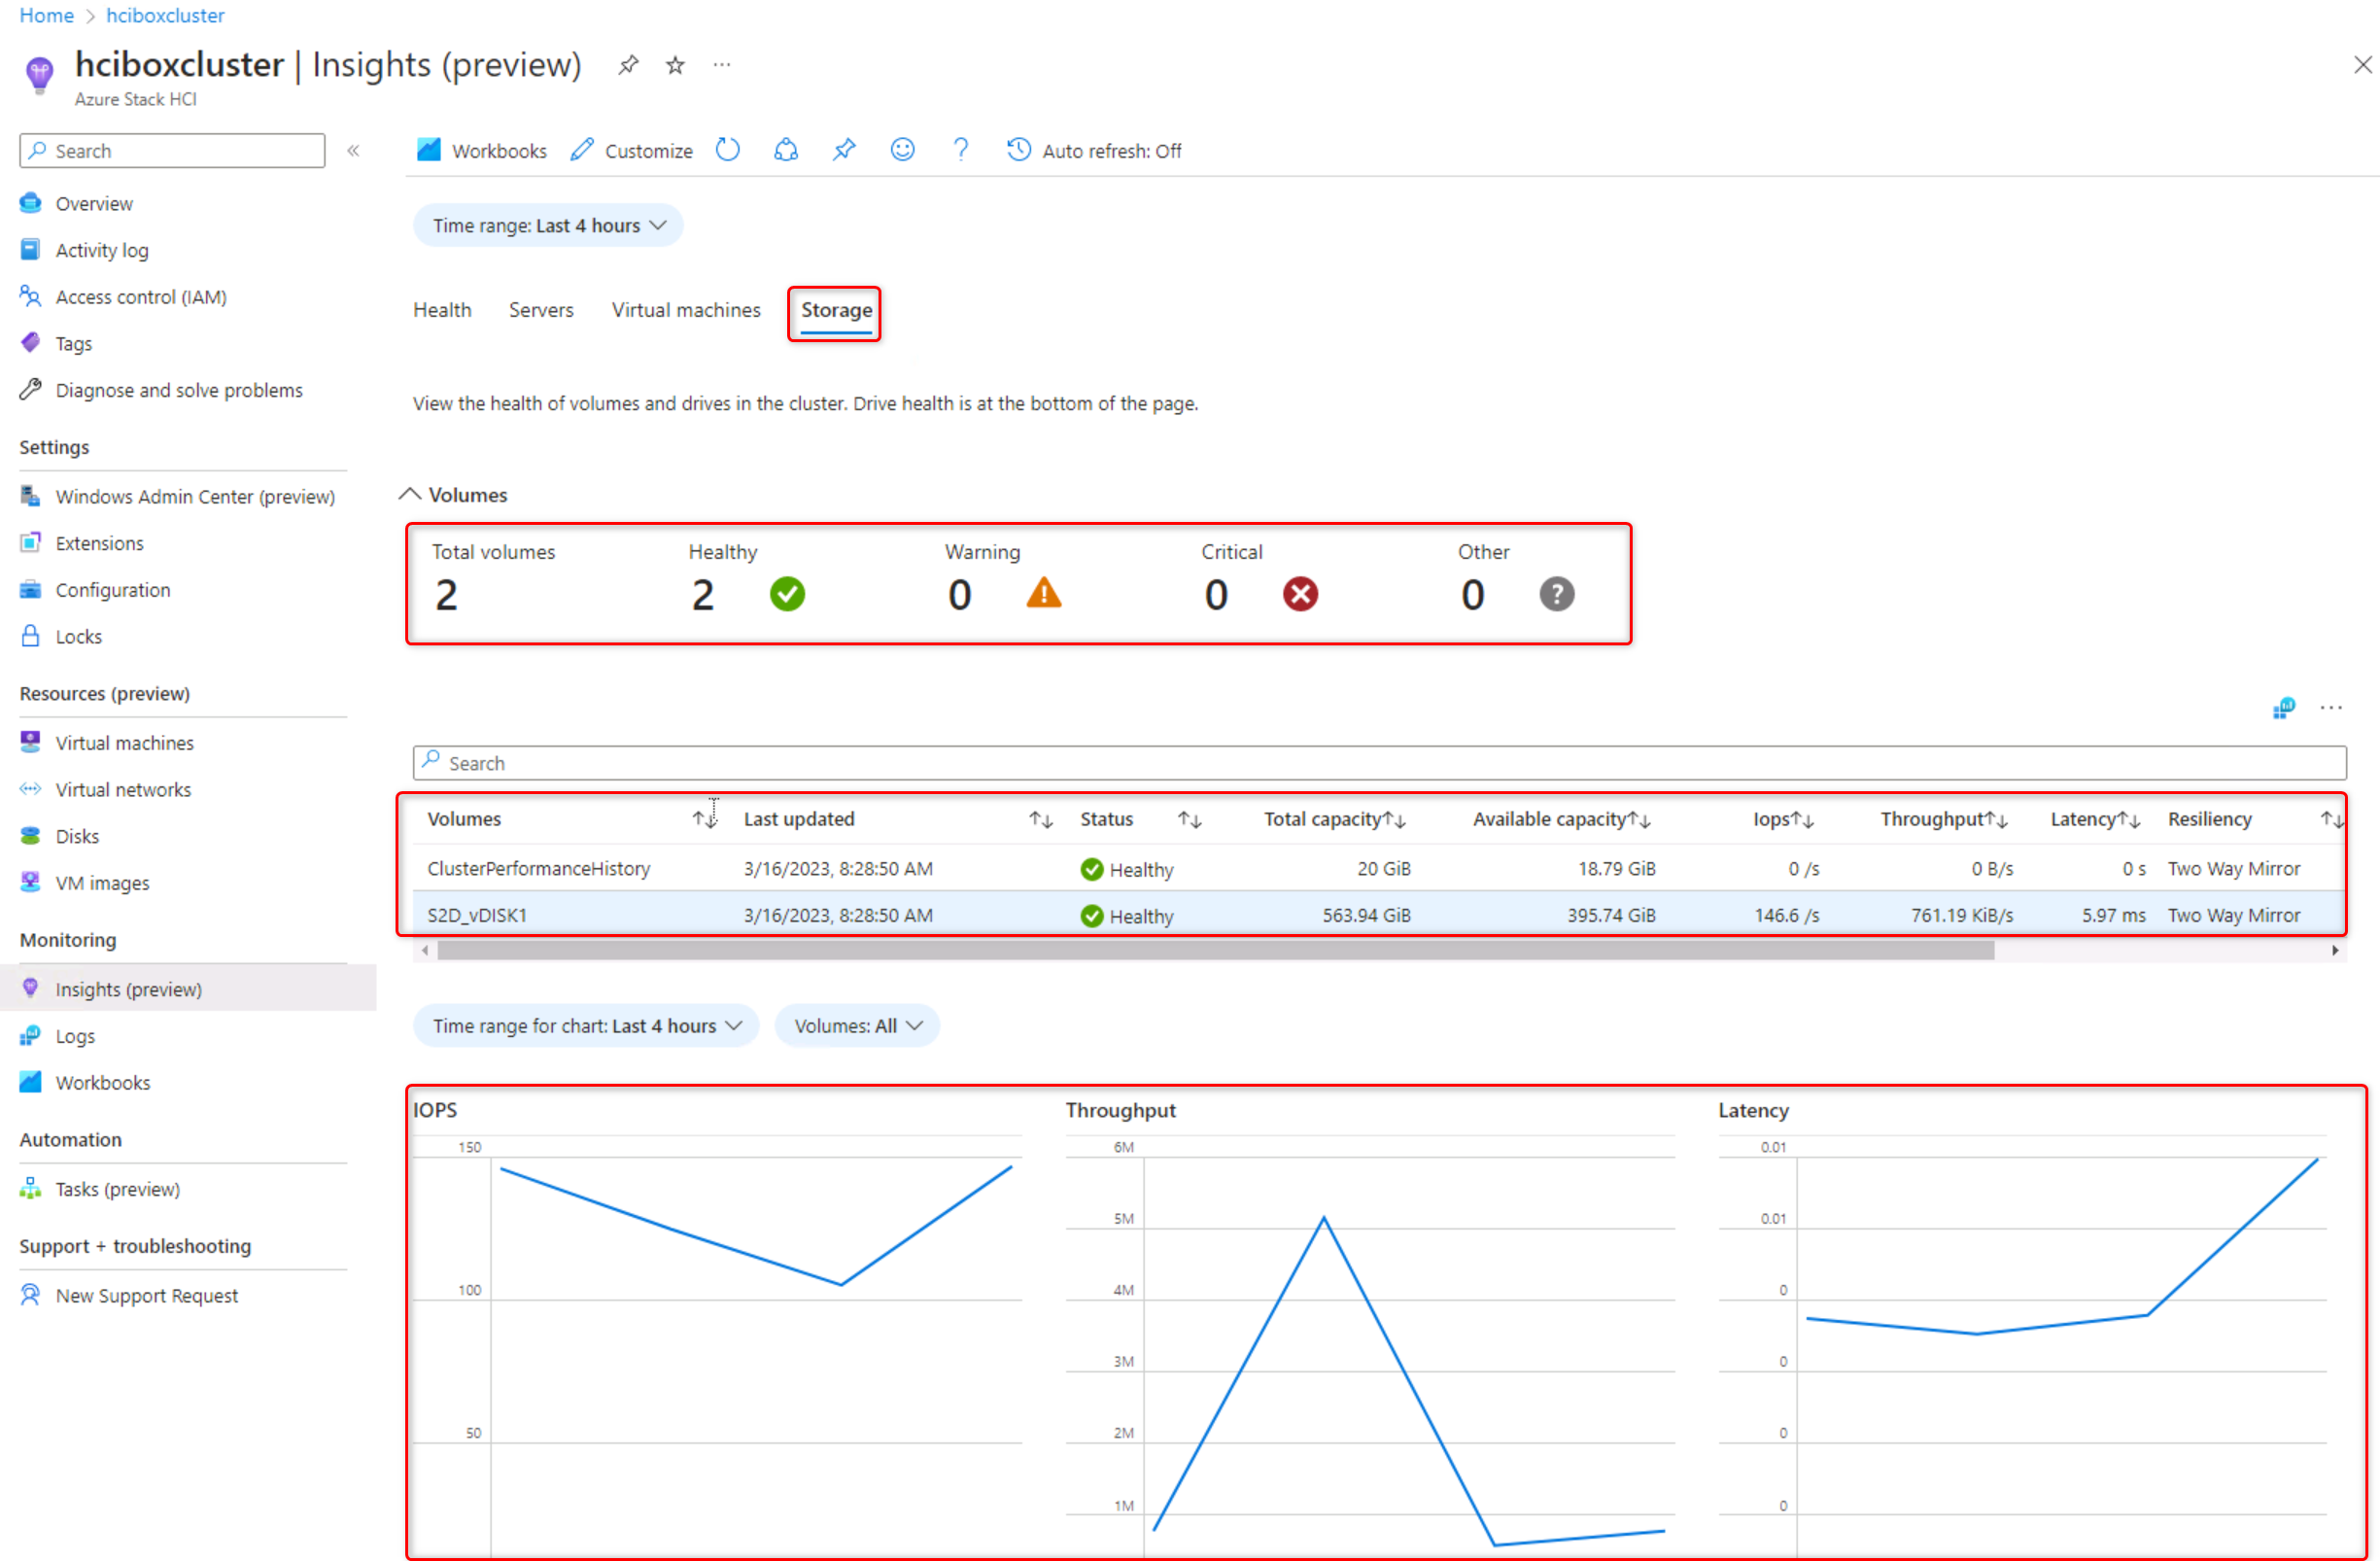 Home > hciboxcluster
hciboxcluster | Insights (preview) ...
Azure Stack HCI
Search «
Overview
Activity log
Access control (IAM)
Tags
Diagnose and solve problems
Settings
Windows Admin Center (preview)
Extensions
Configuration
Locks
Resources (preview)
Virtual machines
Virtual networks
Disks
VM images
Monitoring
Insights (preview)
Logs
Workbooks
Automation
Tasks (preview)
Support + troubleshooting
New Support Request
Workbooks Customize ? Auto refresh: Off
Time range: Last 4 hours
Health Servers Virtual machines Storage
View the health of volumes and drives in the cluster. Drive health is at the bottom of the page.
Volumes
Total volumes Healthy Warning Critical Other
2 2 0 0 0
...
Search
Volumes ↑↓ Last updated ↑↓ Status ↑↓ Total capacity↑↓ Available capacity↑↓ Iops↑↓ Throughput↑↓ Latency↑↓ Resiliency ↑↓
ClusterPerformanceHistory 3/16/2023, 8:28:50 AM Healthy 20 GiB 18.79 GiB 0 /s 0 B/s 0 s Two Way Mirror
S2D_vDISK1 3/16/2023, 8:28:50 AM Healthy 563.94 GiB 395.74 GiB 146.6 /s 761.19 KiB/s 5.97 ms Two Way Mirror
Time range for chart: Last 4 hours Volumes: All
IOPS
150
100
50
Throughput
6M
5M
4M
3M
2M
1M
Latency
0.01
0.01
0
0
0
0